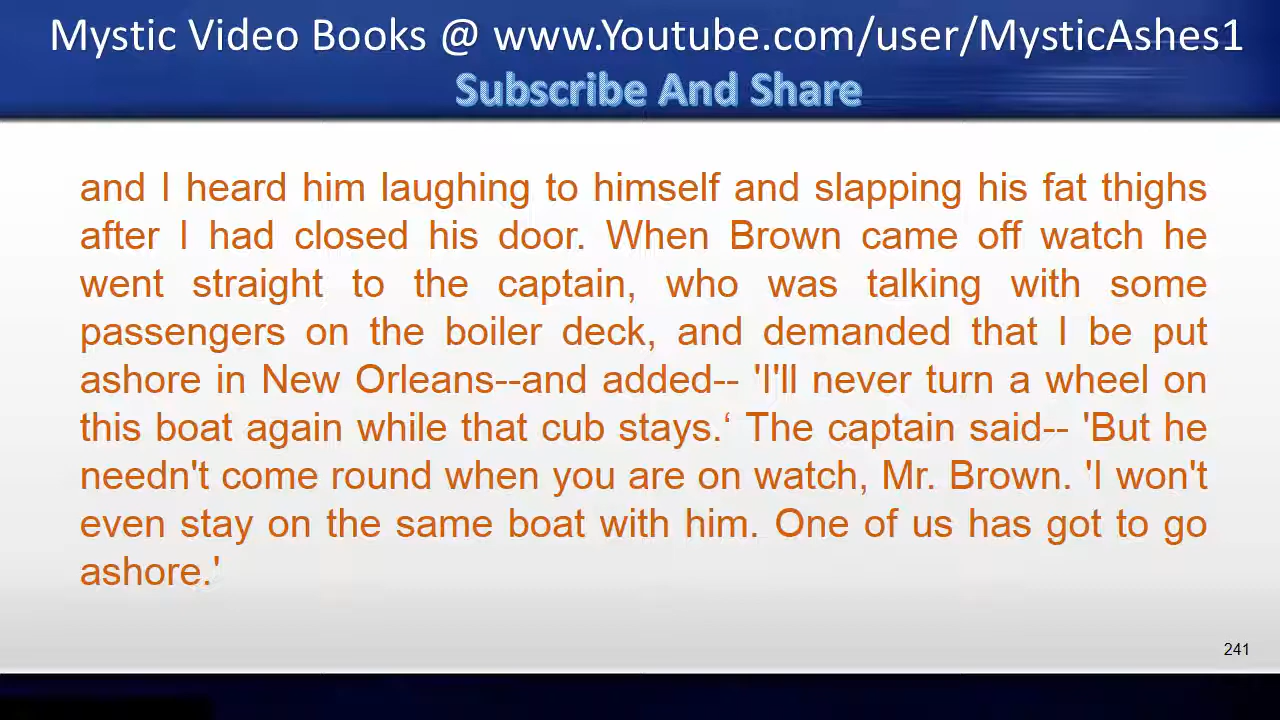 Mystic Video Books @ www.Youtube.com/user/MysticAshes1
Subscribe And Share
and I heard him laughing to himself and slapping his fat thighs
after I had closed his door. When Brown came off watch he
went straight to the captain, who was talking with some
passengers on the boiler deck, and demanded that I be put
ashore in New Orleans--and added-- 'I'll never turn a wheel on
this boat again while that cub stays.‘ The captain said-- 'But he
needn't come round when you are on watch, Mr. Brown. 'I won't
even stay on the same boat with him. One of us has got to go
ashore.'
241